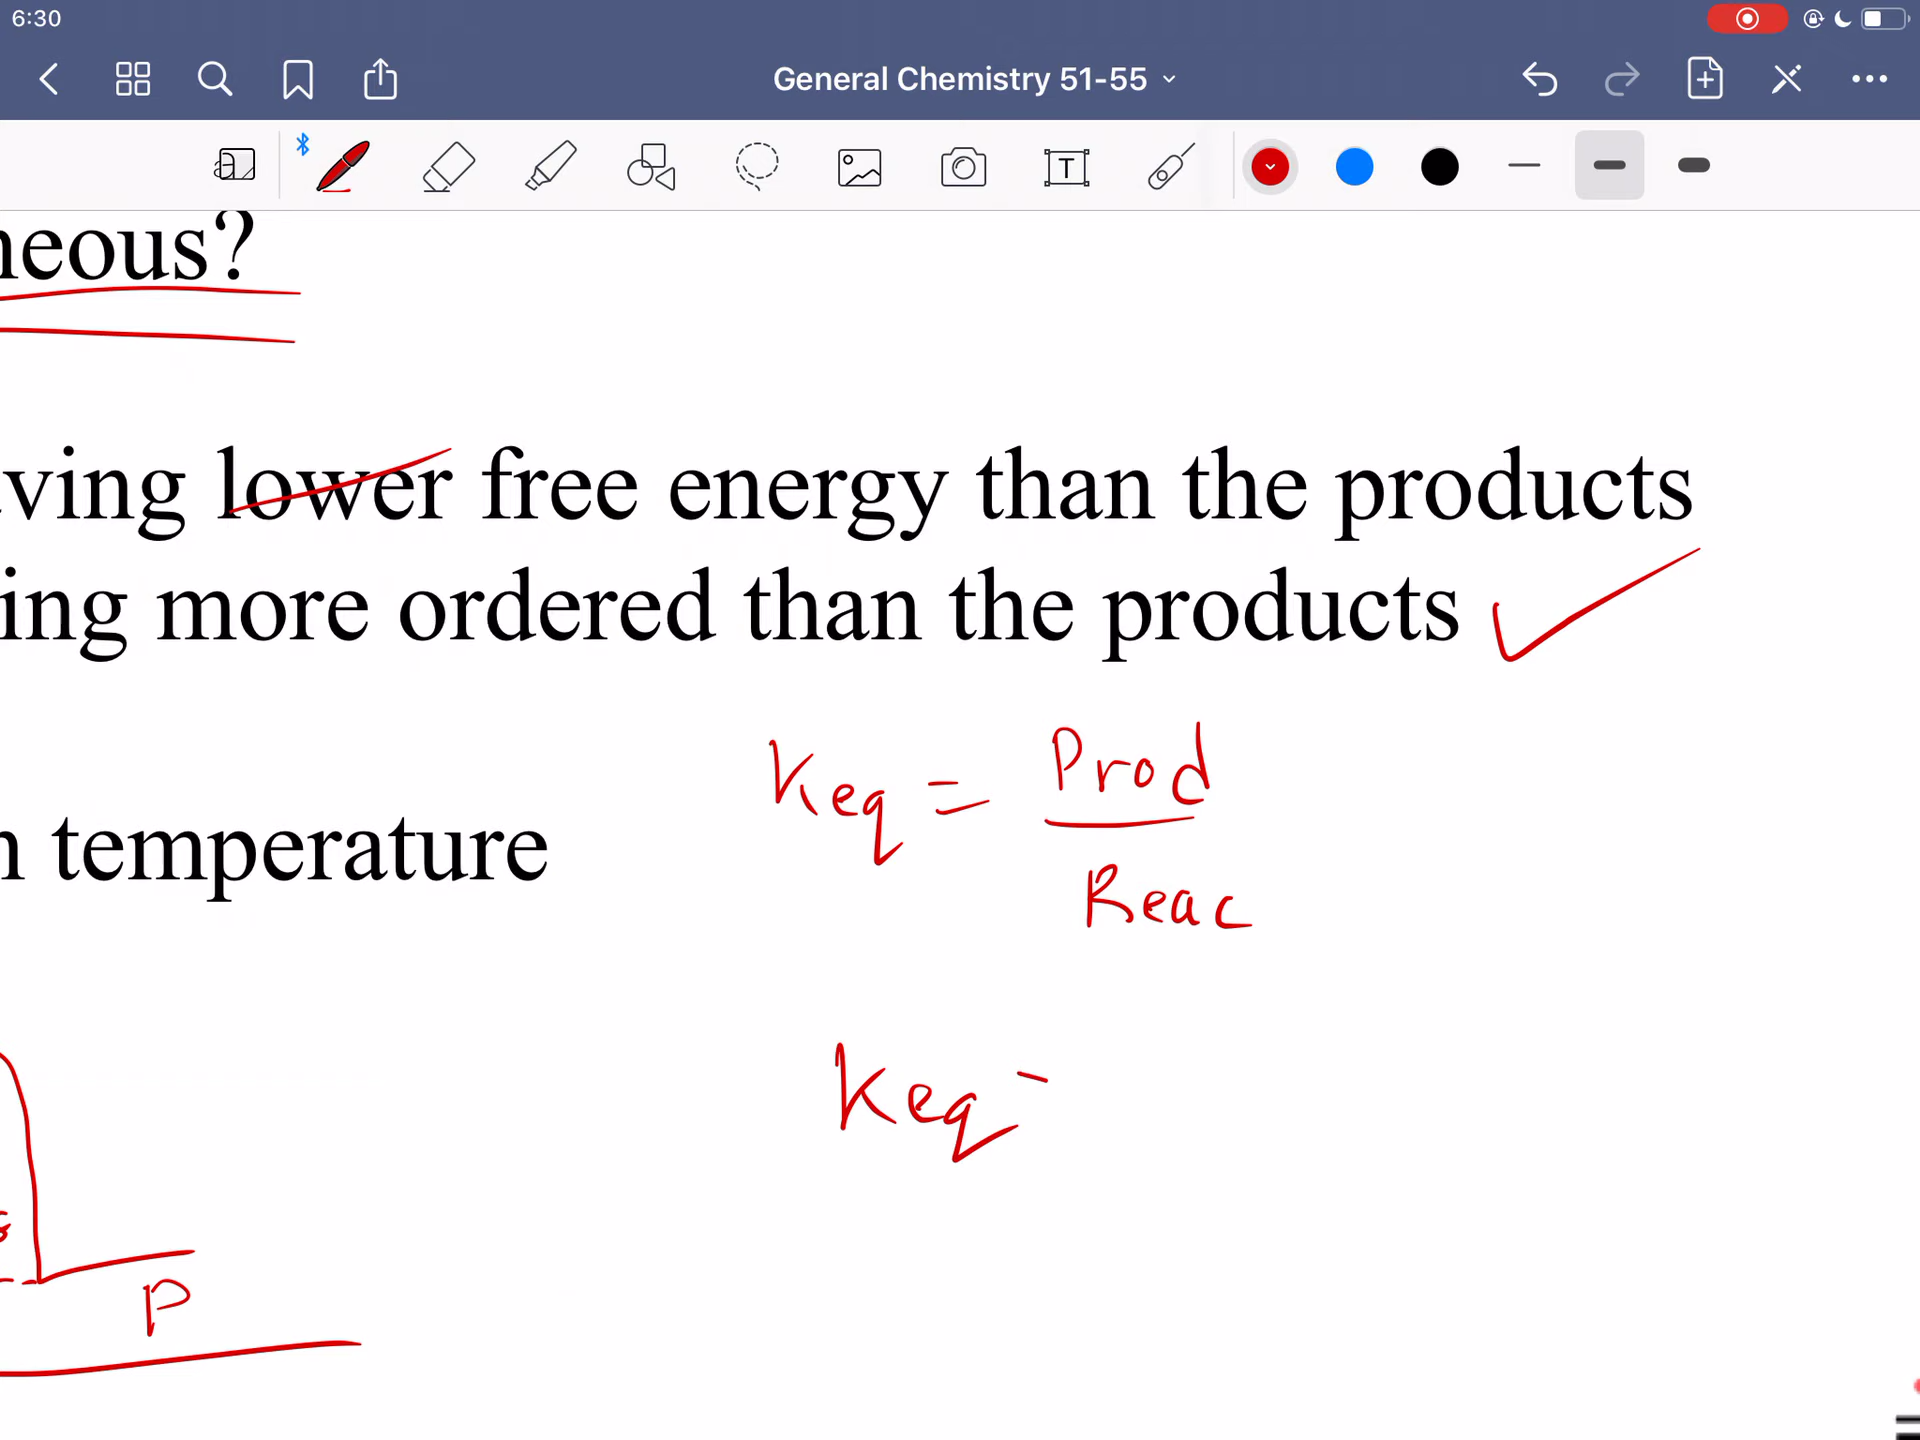 6:30
General Chemistry 51-55
T
neous?
ving lower free energy than the products
ing more ordered than the products
Keq = Prod
Reac
n temperature
Keq -
P